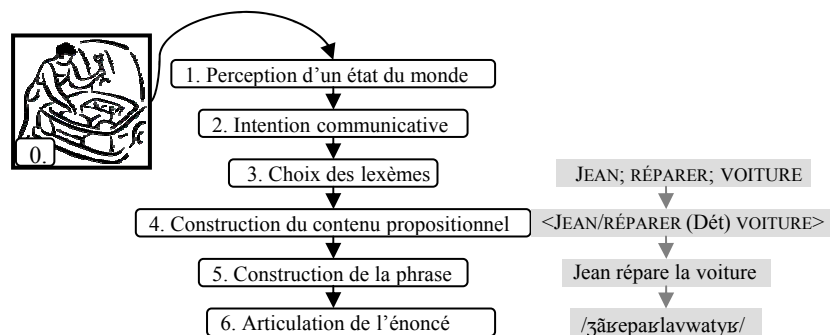 1. Perception d'un état du monde
2. Intention communicative
0.
3. Choix des lexèmes
JEAN; RÉPARER; VOITURE
4. Construction du contenu propositionnel
<JEAN/RÉPARER (Dét) VOITURE>
5. Construction de la phrase
Jean répare la voiture
6. Articulation de l'énoncé
/ʒãʁepaʁlavwatyʁ/